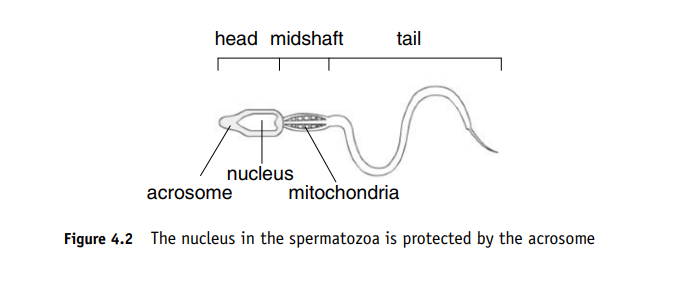 head midshaft tail
nucleus
acrosome mitochondria
Figure 4.2 The nucleus in the spermatozoa is protected by the acrosome